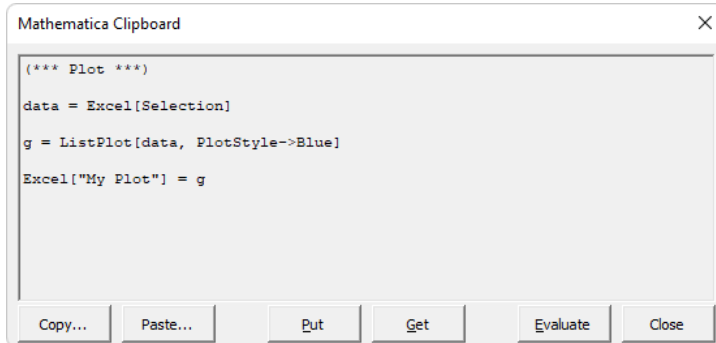 Mathematica Clipboard
(*** Plot ***)
data = Excel[Selection]
g = ListPlot[data, PlotStyle->Blue]
Excel["My Plot"] = g
Copy... Paste... Put Get Evaluate Close